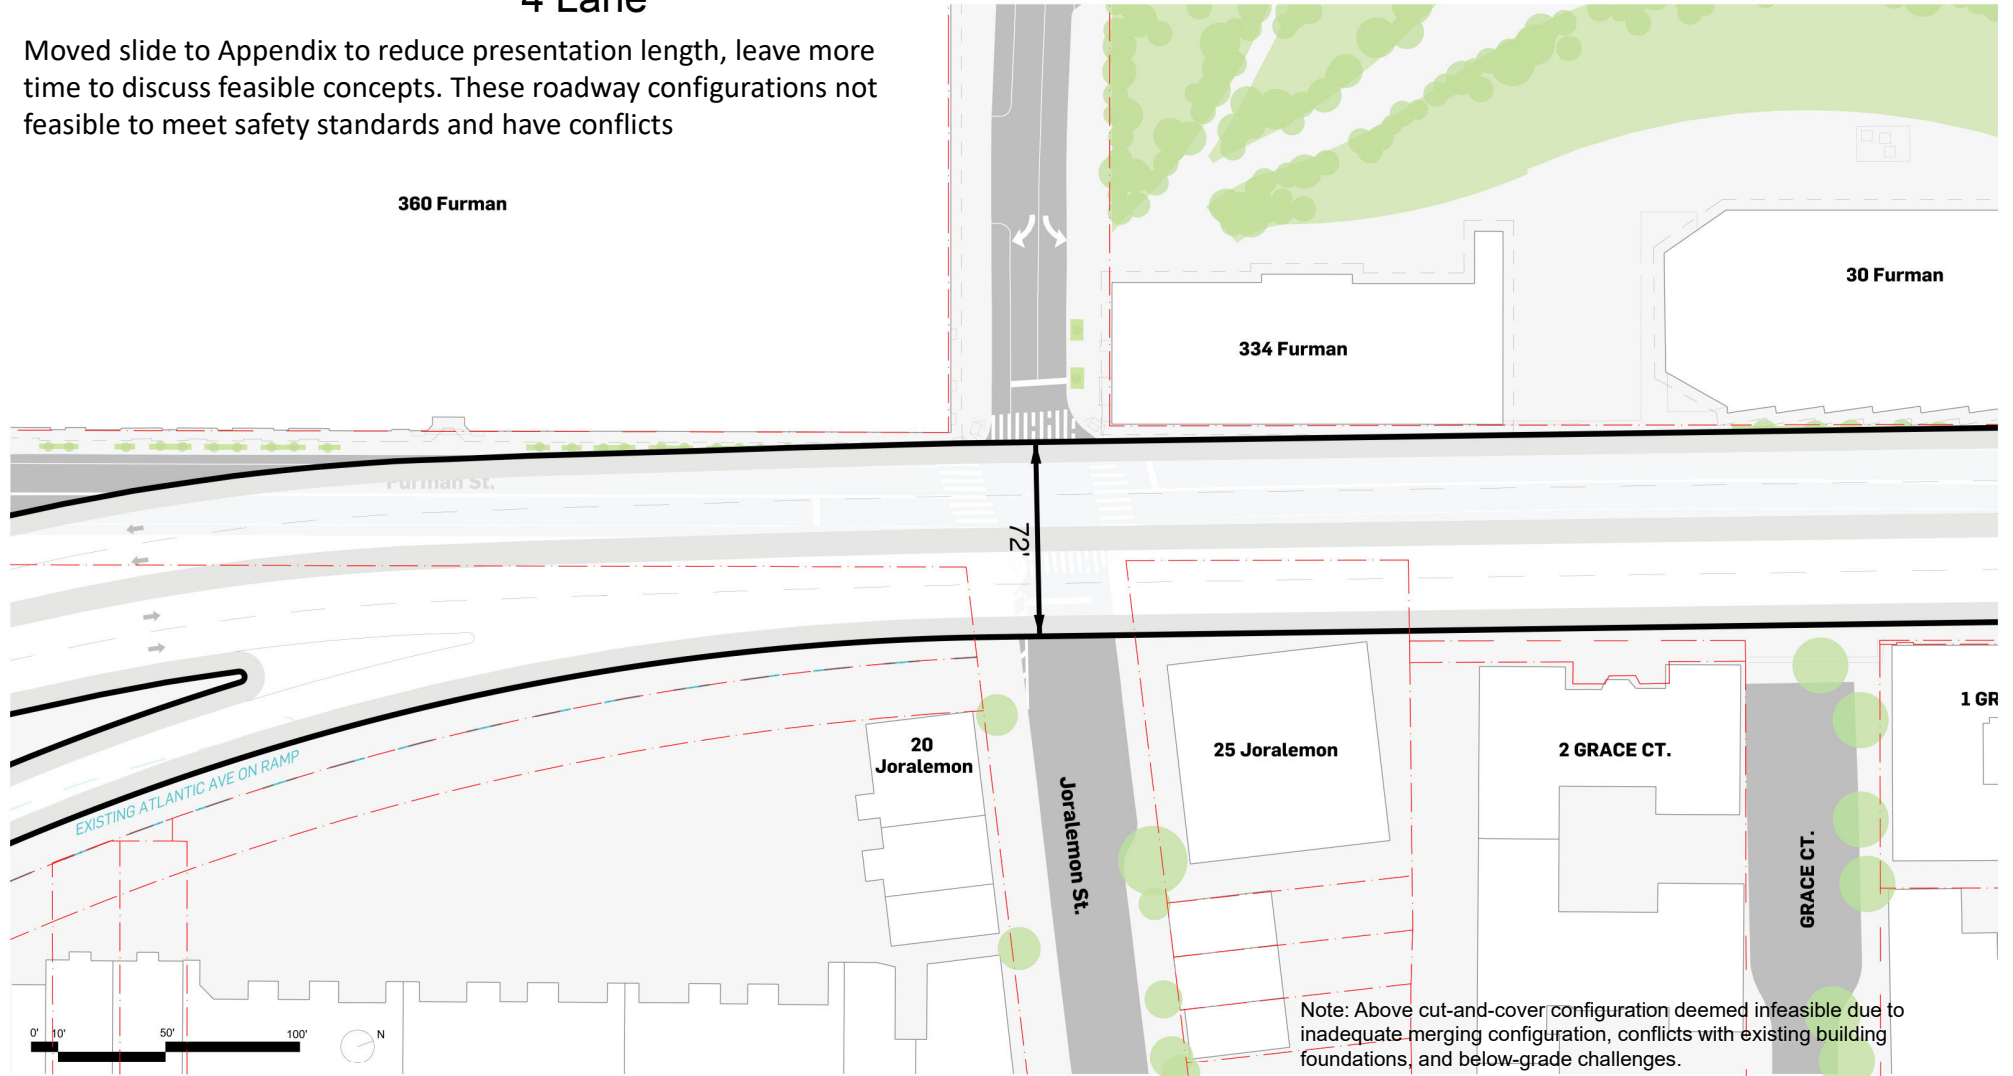 4 Lane
Moved slide to Appendix to reduce presentation length, leave more
time to discuss feasible concepts. These roadway configurations not
feasible to meet safety standards and have conflicts
360 Furman
30 Furman
334 Furman
Furman St.
72'
1 GR
20
Joralemon
25 Joralemon
2 GRACE CT.
EXISTING ATLANTIC AVE ON RAMP
Joralemon St.
GRACE CT.
0' 10' 50' 100'
N
Note: Above cut-and-cover configuration deemed infeasible due to
inadequate merging configuration, conflicts with existing building
foundations, and below-grade challenges.